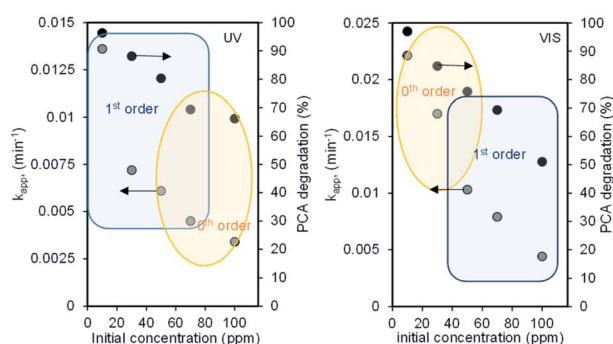 UV
VIS
0.015
0.0125
0.01
0.0075
0.005
0.0025
0
k_app, (min⁻¹)
100
90
80
70
60
50
40
30
20
10
0
PCA degradation (%)
1st order
0th order
0 20 40 60 80 100
Initial concentration (ppm)
0.025
0.02
0.015
0.01
0.005
0
k_app, (min⁻¹)
100
90
80
70
60
50
40
30
20
10
0
PCA degradation (%)
0th order
1st order
0 20 40 60 80 100
Initial concentration (ppm)